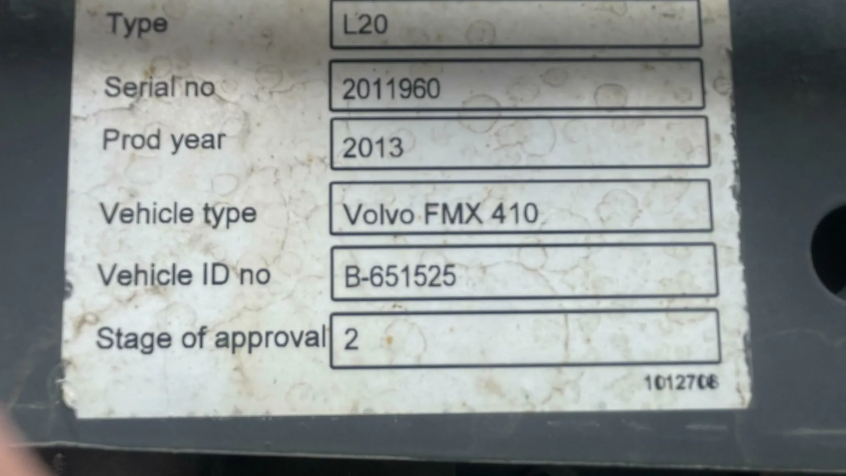 Type L20
Serial no 2011960
Prod year 2013
Vehicle type Volvo FMX 410
Vehicle ID no B-651525
Stage of approval 2
1012708